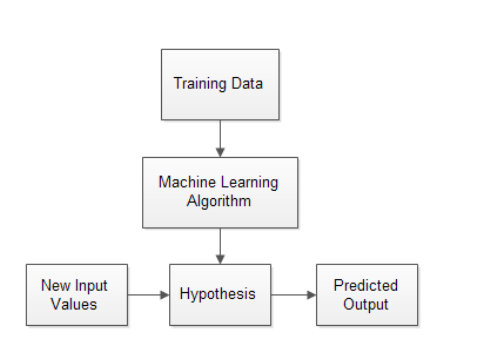 Training Data
Machine Learning
Algorithm
New Input
Values
Hypothesis
Predicted
Output